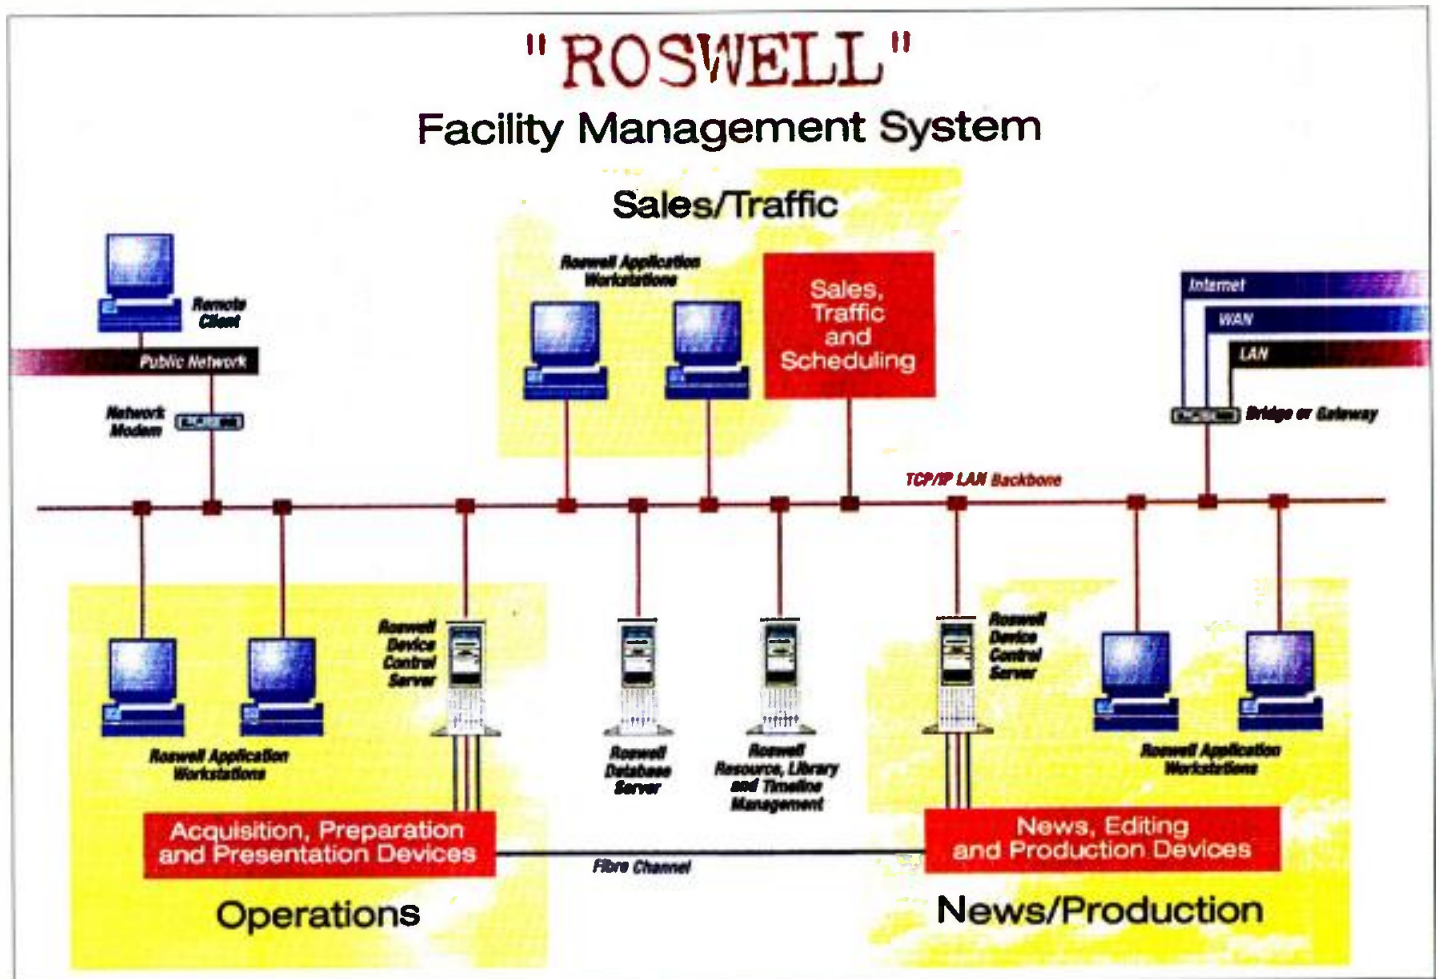 "ROSWELL"
Facility Management System
Sales/Traffic
Roswell Application
Workstations
Sales,
Traffic
and
Scheduling
Remote
Client
Public Network
Network
Modem
Internet
WAN
LAN
Bridge or Gateway
TCP/IP LAN Backbone
Roswell
Device
Control
Server
Roswell Application
Workstations
Roswell
Database
Server
Roswell
Resource, Library
and Timeline
Management
Roswell
Device
Control
Server
Roswell Application
Workstations
Acquisition, Preparation
and Presentation Devices
Fibre Channel
News, Editing
and Production Devices
Operations
News/Production